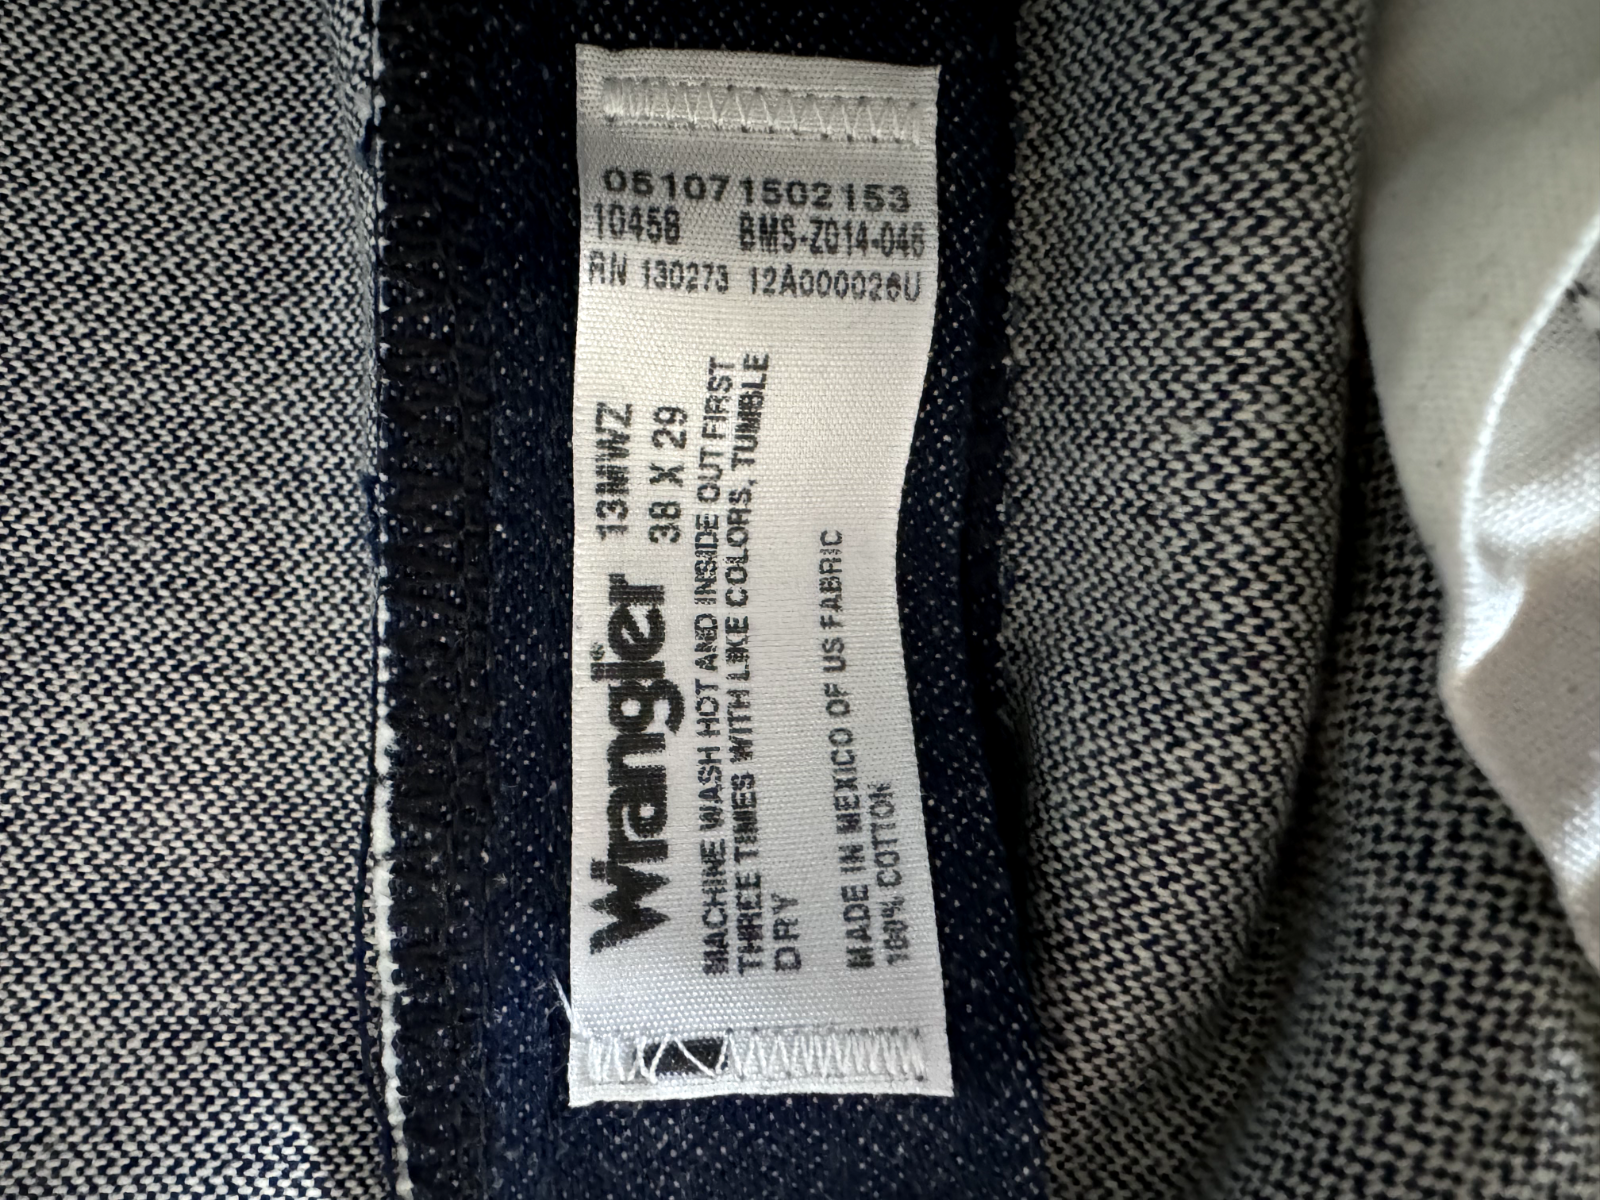 051071502153
10458 BMS-Z014-046
RN 130273 12A000026U
Wrangler® 13MWZ
38 X 29
MACHINE WASH HOT AND INSIDE OUT FIRST
THREE TIMES WITH LIKE COLORS. TUMBLE
DRY
MADE IN MEXICO OF US FABRIC
100% COTTON